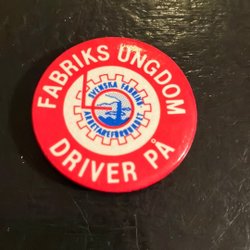 FABRIKS UNGDOM
SVENSKA FABRIKS
ARBETAREFÖRBUNDET
DRIVER PÅ